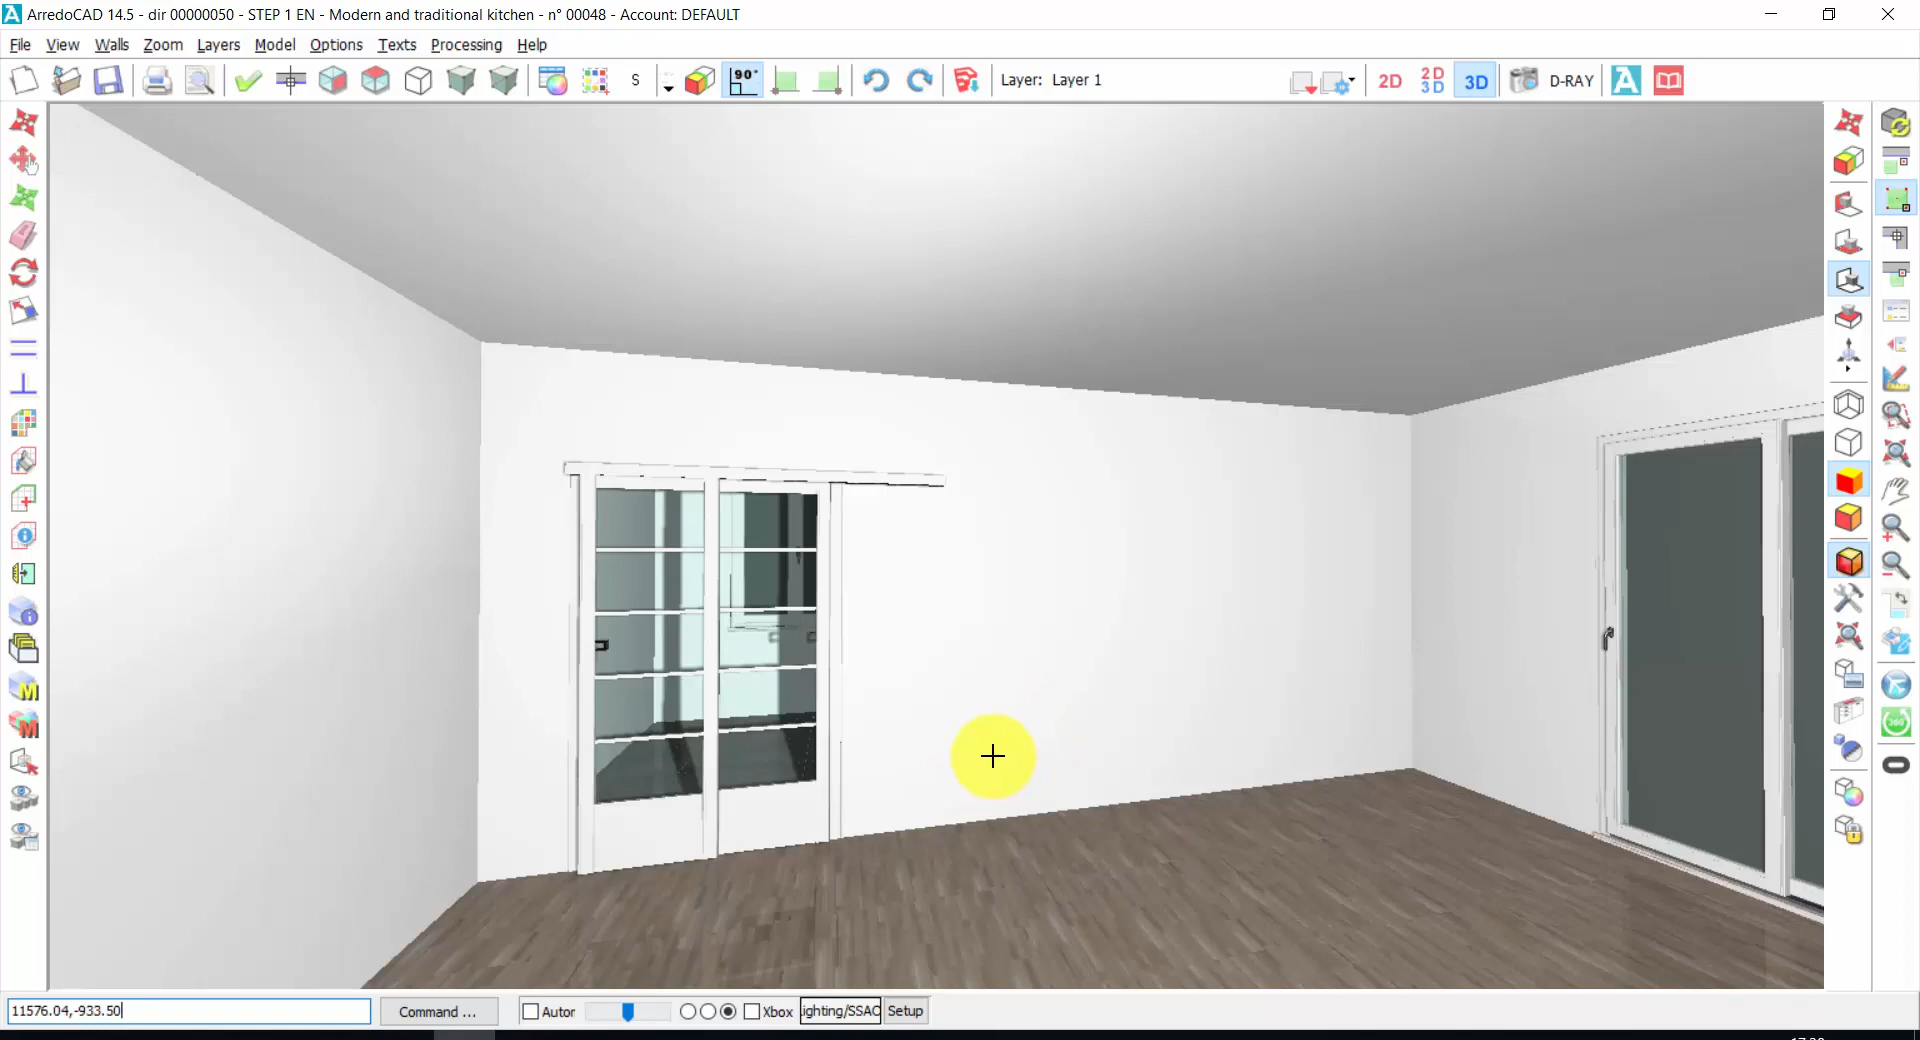 ArredoCAD 14.5 - dir 00000050 - STEP 1 EN - Modern and traditional kitchen - n° 00048 - Account: DEFAULT
File View Walls Zoom Layers Model Options Texts Processing Help
S 90° Layer: Layer 1 2D 2D 3D 3D D-RAY A
M
M
360
11576.04,-933.50 Command ... Autor Xbox ighting/SSAO Setup